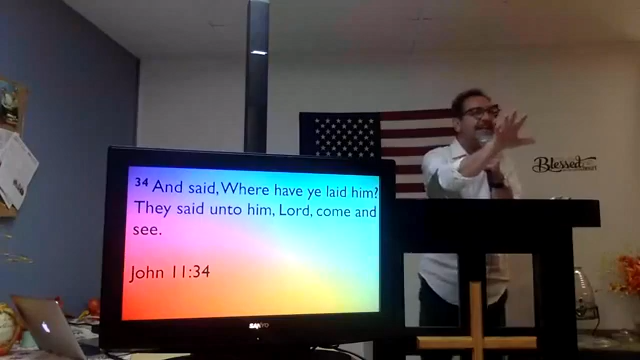 34 And said, Where have ye laid him?
They said unto him, Lord, come and
see.
John 11:34
SANYO
Blessed